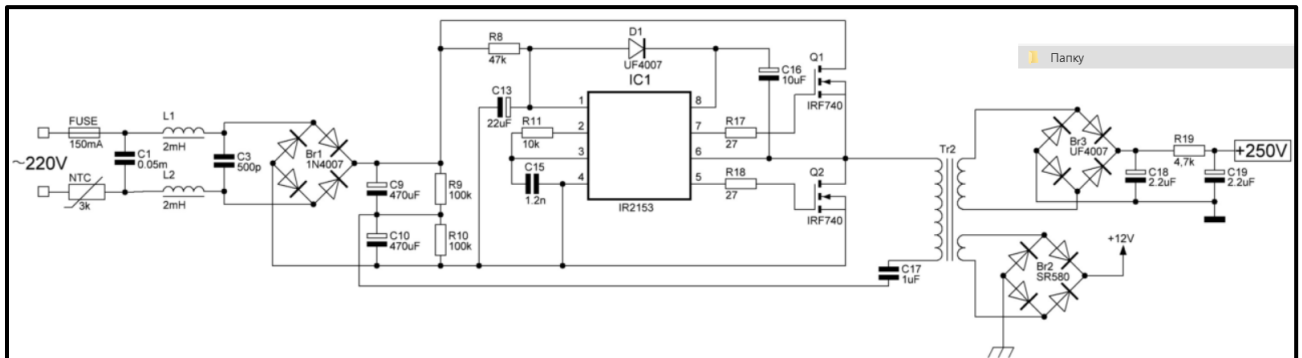 R8
47k
D1
UF4007
IC1
Q1
IRF740
Папку
C16
10uF
C13
22uF
FUSE
150mA
L1
2mH
R11
10k
1
2
3
4
8
7
6
5
R17
27
~220V
C1
0.05m
C3
500p
Br1
1N4007
NTC
3k
L2
2mH
C9
470uF
R9
100k
C10
470uF
R10
100k
C15
1.2n
IR2153
R18
27
Q2
IRF740
Tr2
Br3
UF4007
R19
4,7k
+250V
C18
2.2uF
C19
2.2uF
C17
1uF
Br2
SR580
+12V